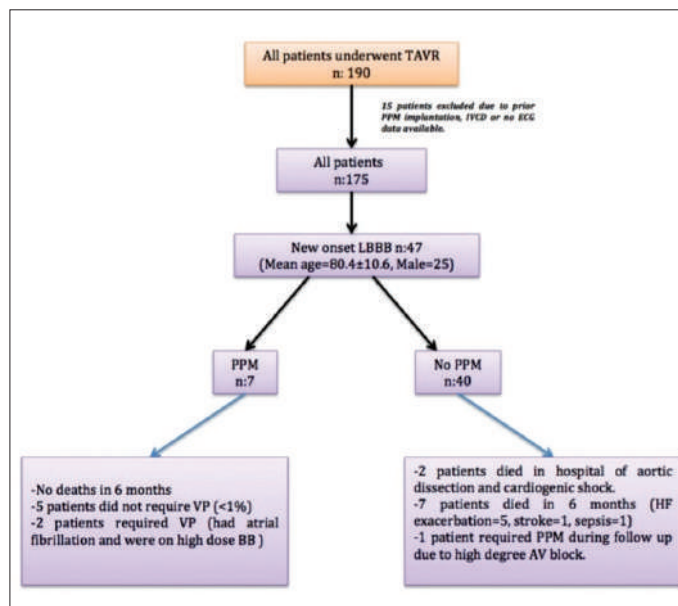 All patients underwent TAVR
n: 190
15 patients excluded due to prior
PPM implantation, IVCD or no ECG
data available.
All patients
n:175
New onset LBBB n:47
(Mean age=80.4±10.6, Male=25)
PPM
n:7
No PPM
n:40
-No deaths in 6 months
-5 patients did not require VP (<1%)
-2 patients required VP (had atrial
fibrillation and were on high dose BB )
-2 patients died in hospital of aortic
dissection and cardiogenic shock.
-7 patients died in 6 months (HF
exacerbation=5, stroke=1, sepsis=1)
-1 patient required PPM during follow up
due to high degree AV block.